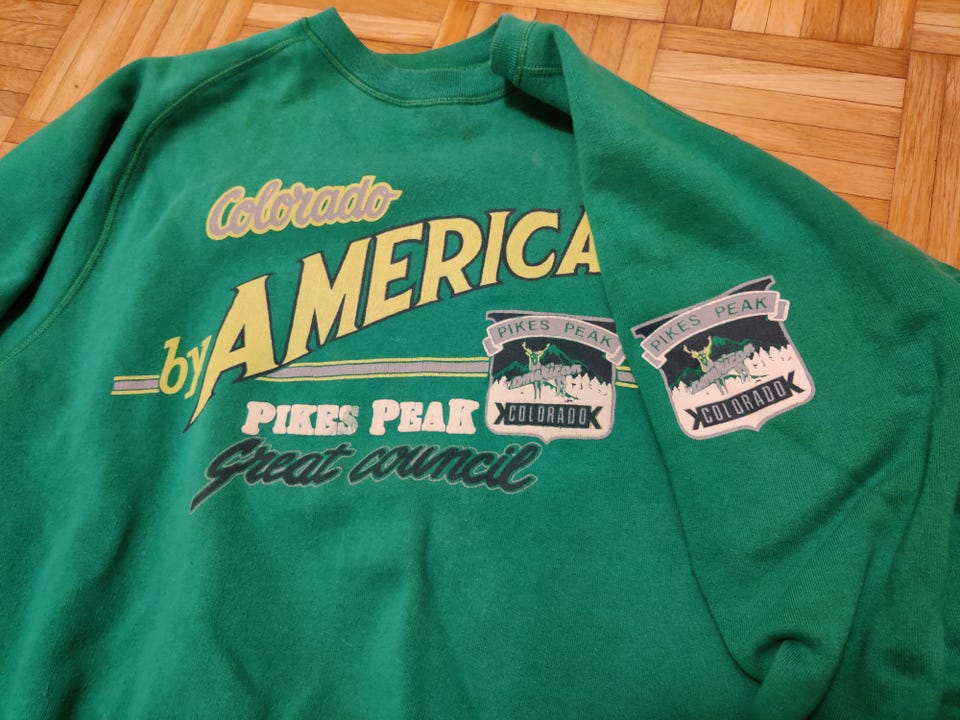 Colorado
by AMERICA
PIKES PEAK
Great council
PIKES PEAK
COLORADO
PIKES PEAK
COLORADO